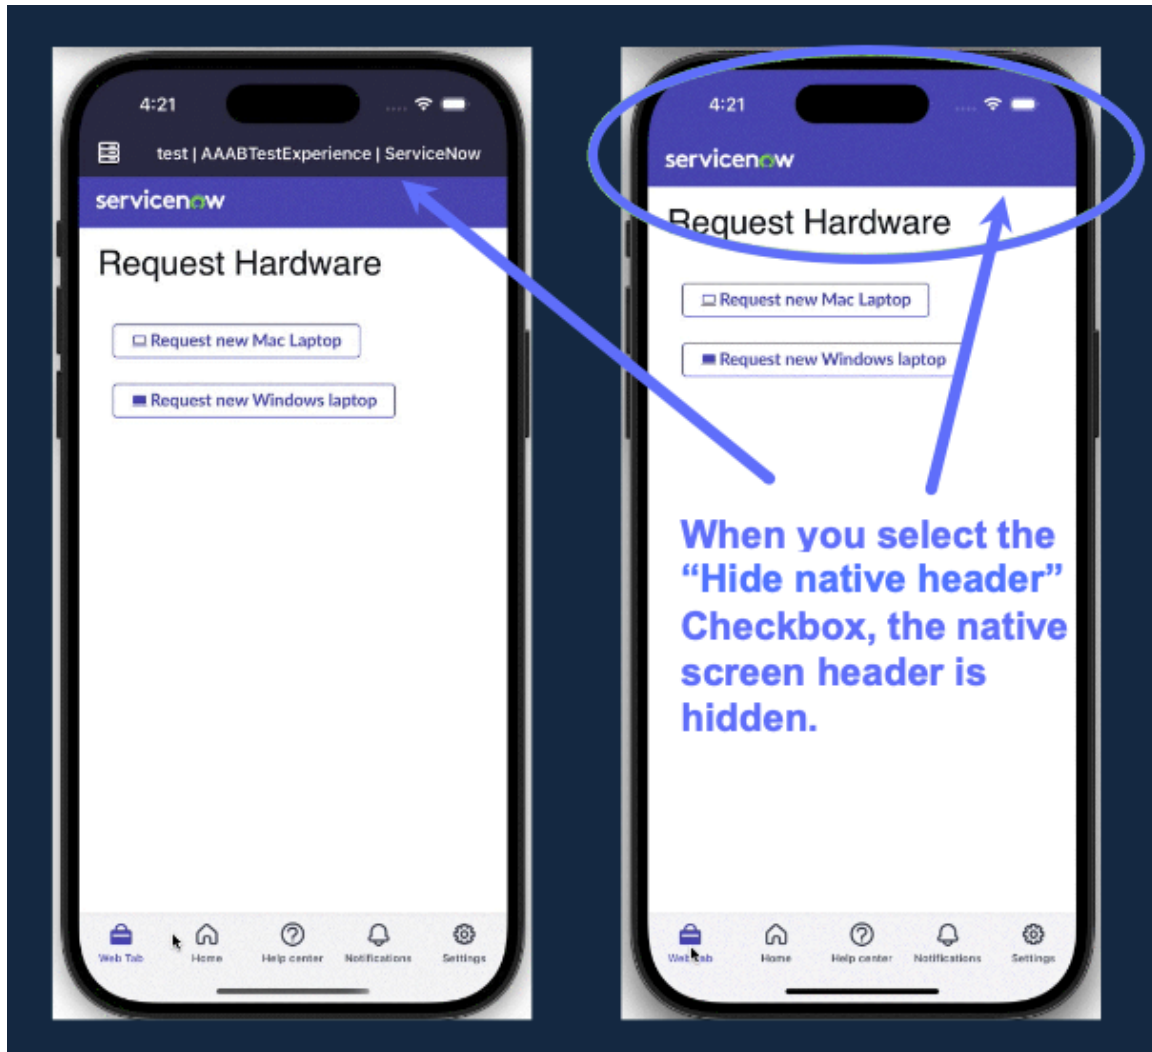 4:21
test | AAABTestExperience | ServiceNow
servicenow
Request Hardware
Request new Mac Laptop
Request new Windows laptop
Web Tab
Home
Help center
Notifications
Settings
4:21
servicenow
Request Hardware
Request new Mac Laptop
Request new Windows laptop
When you select the
“Hide native header”
Checkbox, the native
screen header is
hidden.
Web Tab
Home
Help center
Notifications
Settings